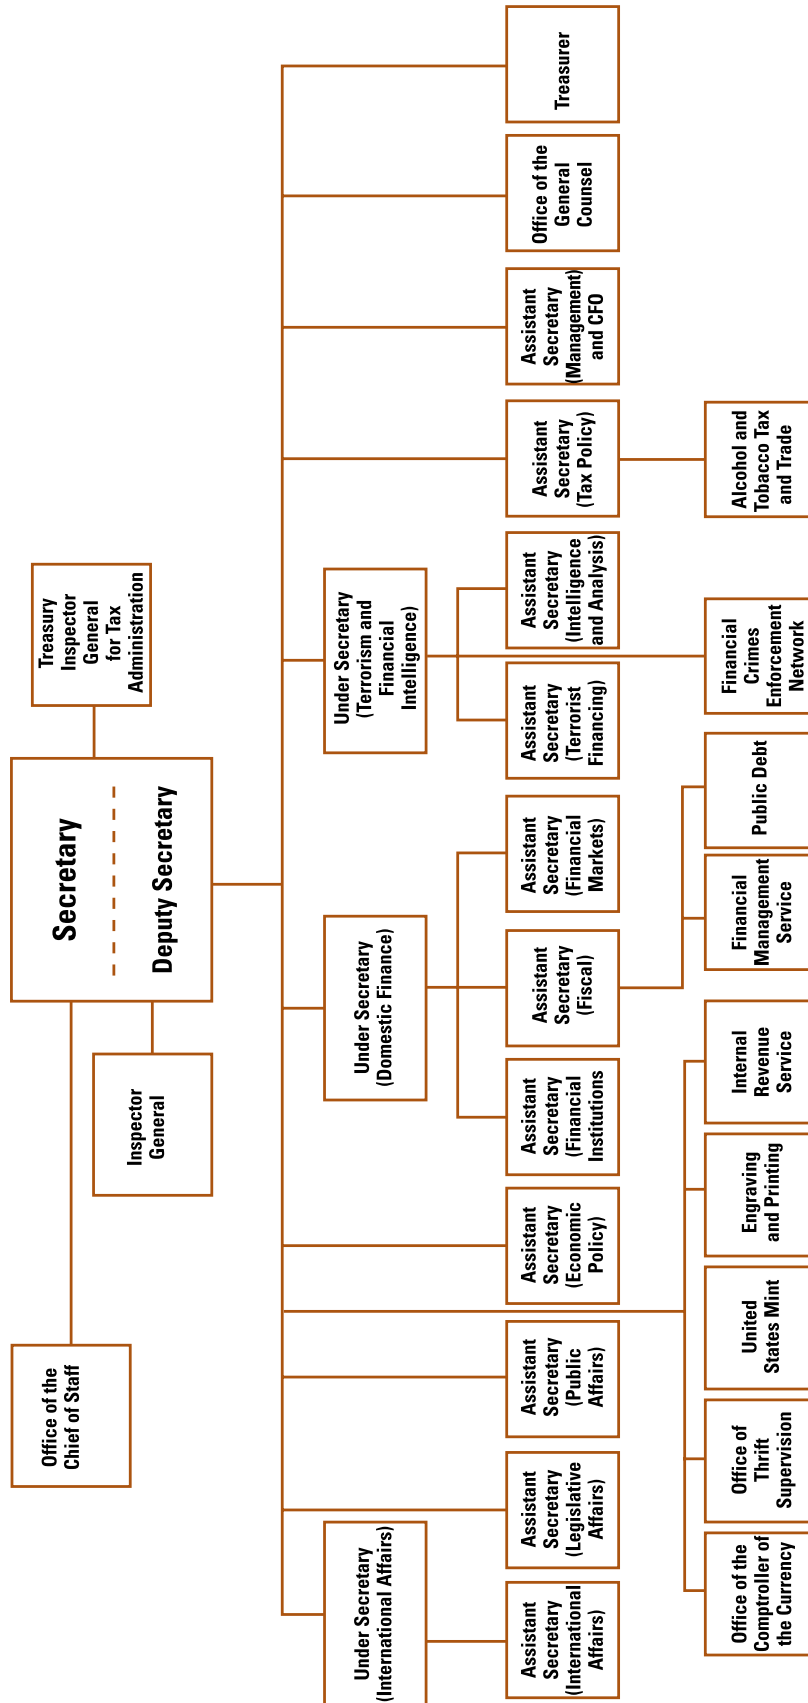 Secretary
Deputy Secretary
Office of the
Chief of Staff
Inspector
General
Treasury
Inspector
General
for Tax
Administration
Under Secretary
(International Affairs)
Under Secretary
(Domestic Finance)
Under Secretary
(Terrorism and
Financial
Intelligence)
Assistant
Secretary
(International
Affairs)
Assistant
Secretary
(Legislative
Affairs)
Assistant
Secretary
(Public
Affairs)
Assistant
Secretary
(Economic
Policy)
Assistant
Secretary
(Financial
Institutions
Assistant
Secretary
(Fiscal)
Assistant
Secretary
(Financial
Markets)
Assistant
Secretary
(Terrorist
Financing)
Assistant
Secretary
(Intelligence
and Analysis)
Assistant
Secretary
(Tax Policy)
Assistant
Secretary
(Management)
and CFO
Office of the
General
Counsel
Treasurer
Office of the
Comptroller of
the Currency
Office of
Thrift
Supervision
United
States Mint
Engraving
and Printing
Internal
Revenue
Service
Financial
Management
Service
Public Debt
Financial
Crimes
Enforcement
Network
Alcohol and
Tobacco Tax
and Trade